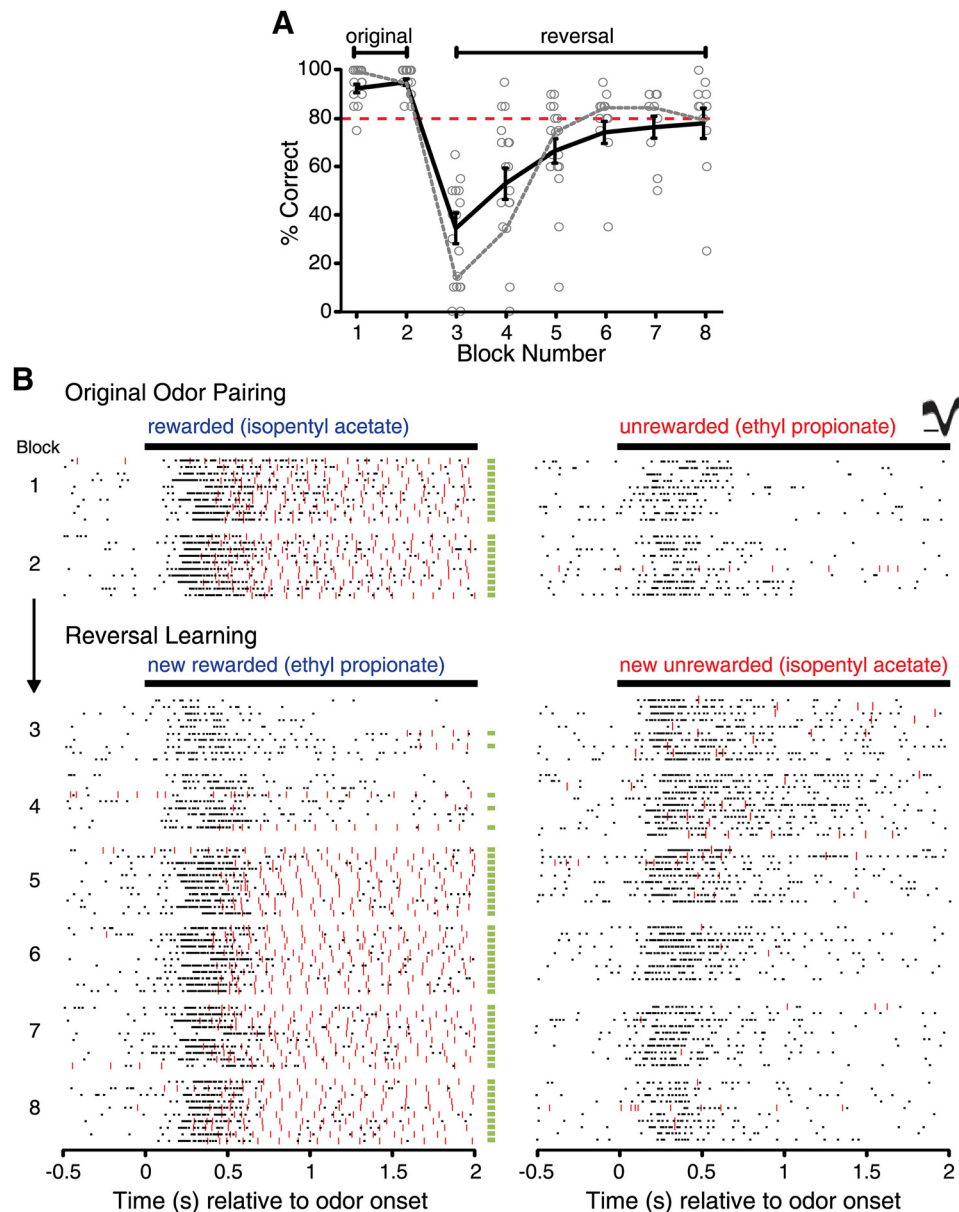 A
original reversal
100
80
60
40
20
0
% Correct
1 2 3 4 5 6 7 8
Block Number
B
Original Odor Pairing
rewarded (isopentyl acetate) unrewarded (ethyl propionate)
Block
1
2
Reversal Learning
new rewarded (ethyl propionate) new unrewarded (isopentyl acetate)
3
4
5
6
7
8
-0.5 0 0.5 1 1.5 2 -0.5 0 0.5 1 1.5 2
Time (s) relative to odor onset Time (s) relative to odor onset